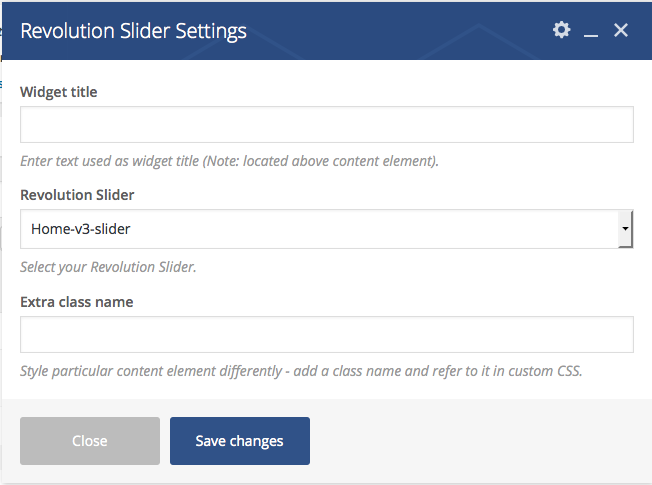 Revolution Slider Settings
Widget title
Enter text used as widget title (Note: located above content element).
Revolution Slider
Home-v3-slider
Select your Revolution Slider.
Extra class name
Style particular content element differently - add a class name and refer to it in custom CSS.
Close
Save changes